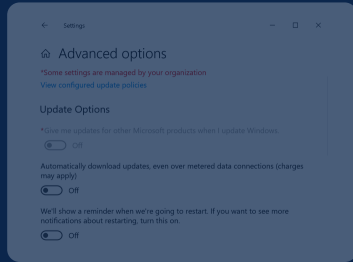 Settings
Advanced options
*Some settings are managed by your organization
View configured update policies
Update Options
*Give me updates for other Microsoft products when I update Windows.
Off
Automatically download updates, even over metered data connections (charges
may apply)
Off
We'll show a reminder when we're going to restart. If you want to see more
notifications about restarting, turn this on.
Off